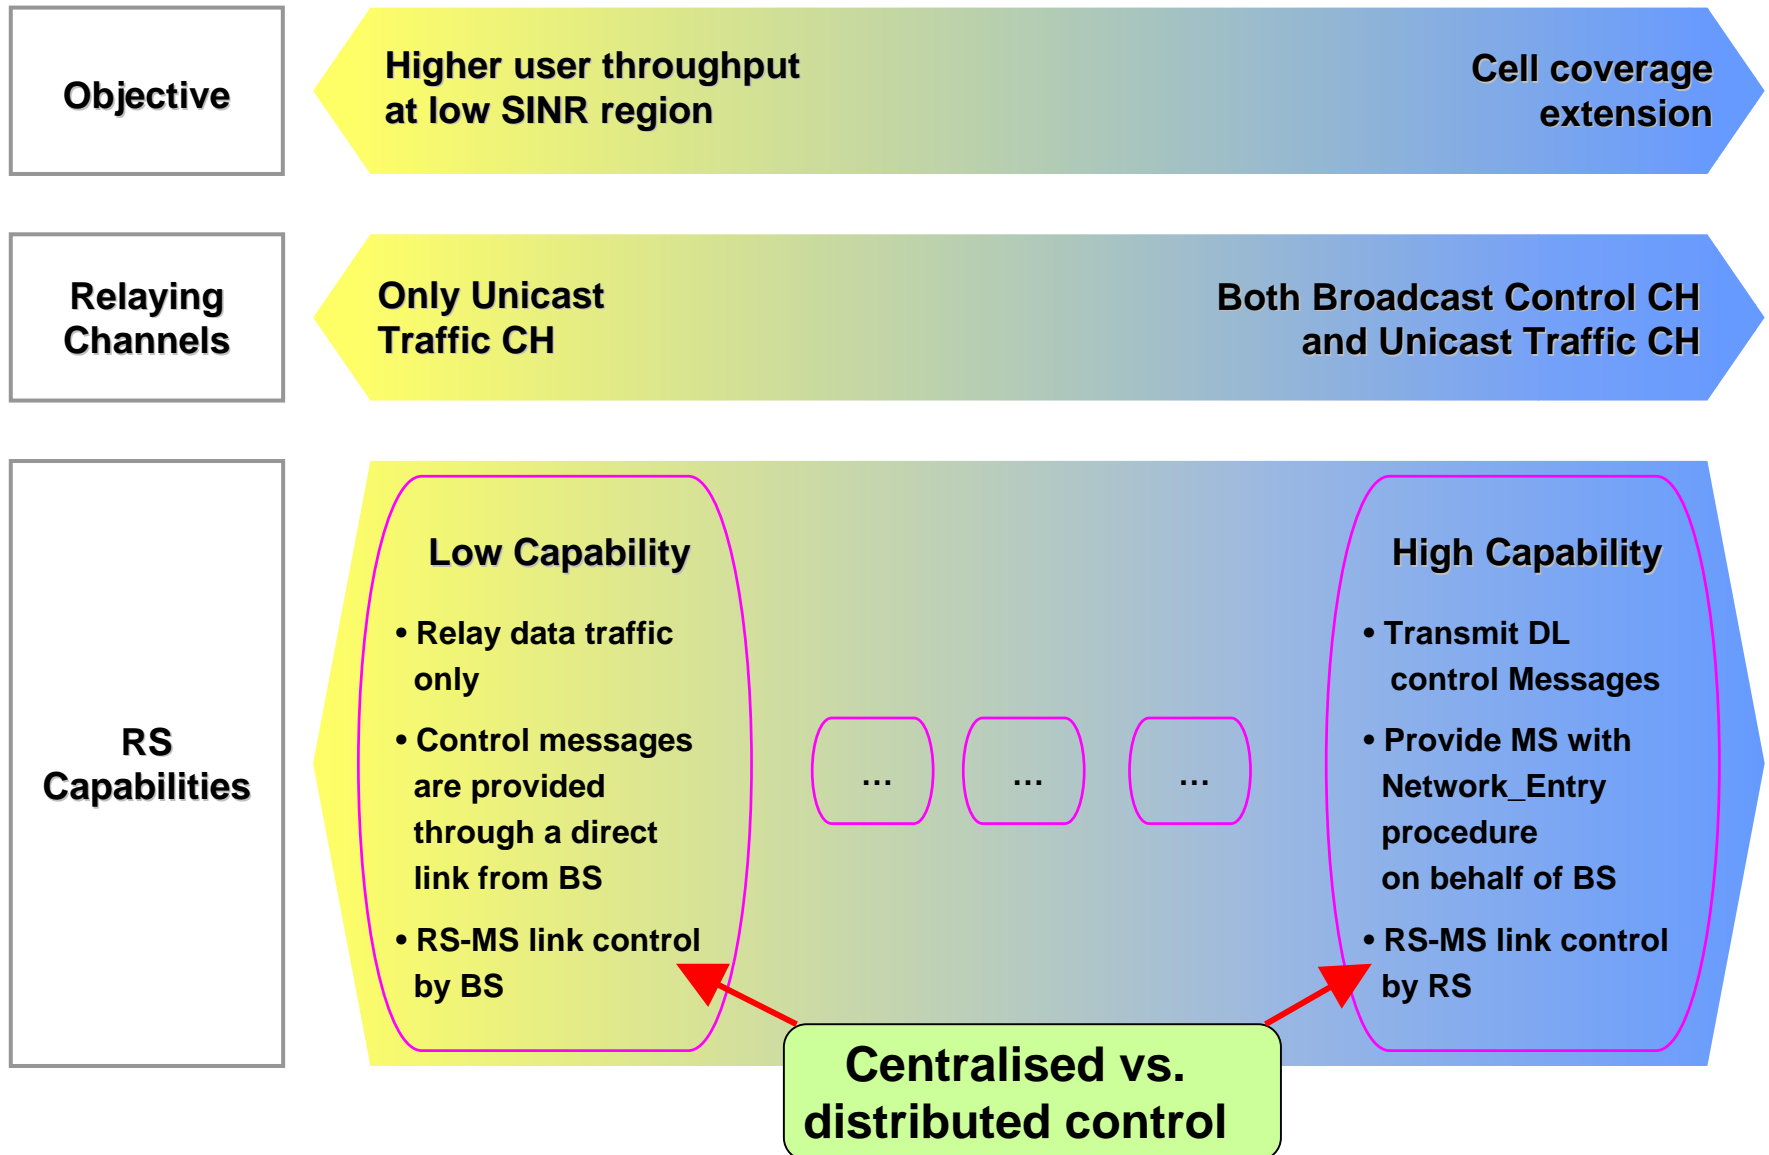 Objective
Higher user throughput
at low SINR region
Cell coverage
extension
Relaying
Channels
Only Unicast
Traffic CH
Both Broadcast Control CH
and Unicast Traffic CH
RS
Capabilities
Low Capability
• Relay data traffic
only
• Control messages
are provided
through a direct
link from BS
• RS-MS link control
by BS
...
...
...
High Capability
• Transmit DL
control Messages
• Provide MS with
Network_Entry
procedure
on behalf of BS
• RS-MS link control
by RS
Centralised vs.
distributed control